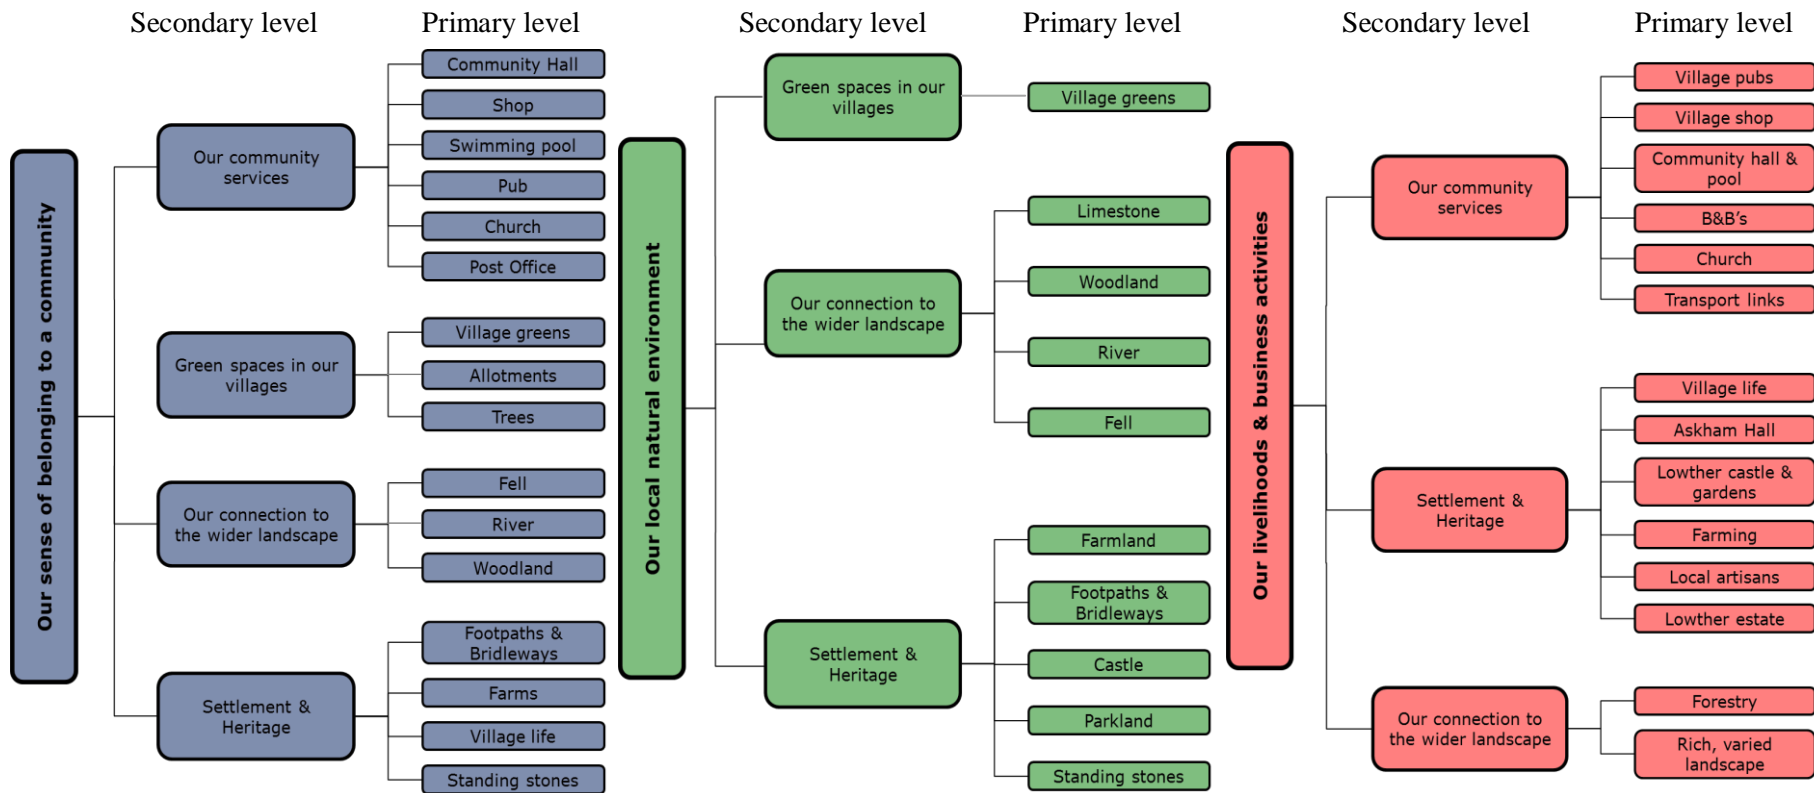 Secondary level
Primary level
Our sense of belonging to a community
Our community
services
Community Hall
Shop
Swimming pool
Pub
Church
Post Office
Green spaces in our
villages
Village greens
Allotments
Trees
Our connection to
the wider landscape
Fell
River
Woodland
Settlement &
Heritage
Footpaths &
Bridleways
Farms
Village life
Standing stones
Secondary level
Primary level
Our local natural environment
Green spaces in our
villages
Village greens
Our connection to
the wider landscape
Limestone
Woodland
River
Fell
Settlement &
Heritage
Farmland
Footpaths &
Bridleways
Castle
Parkland
Standing stones
Secondary level
Primary level
Our livelihoods & business activities
Our community
services
Village pubs
Village shop
Community hall &
pool
B&B's
Church
Transport links
Settlement &
Heritage
Village life
Askham Hall
Lowther castle &
gardens
Farming
Local artisans
Lowther estate
Our connection to
the wider landscape
Forestry
Rich, varied
landscape